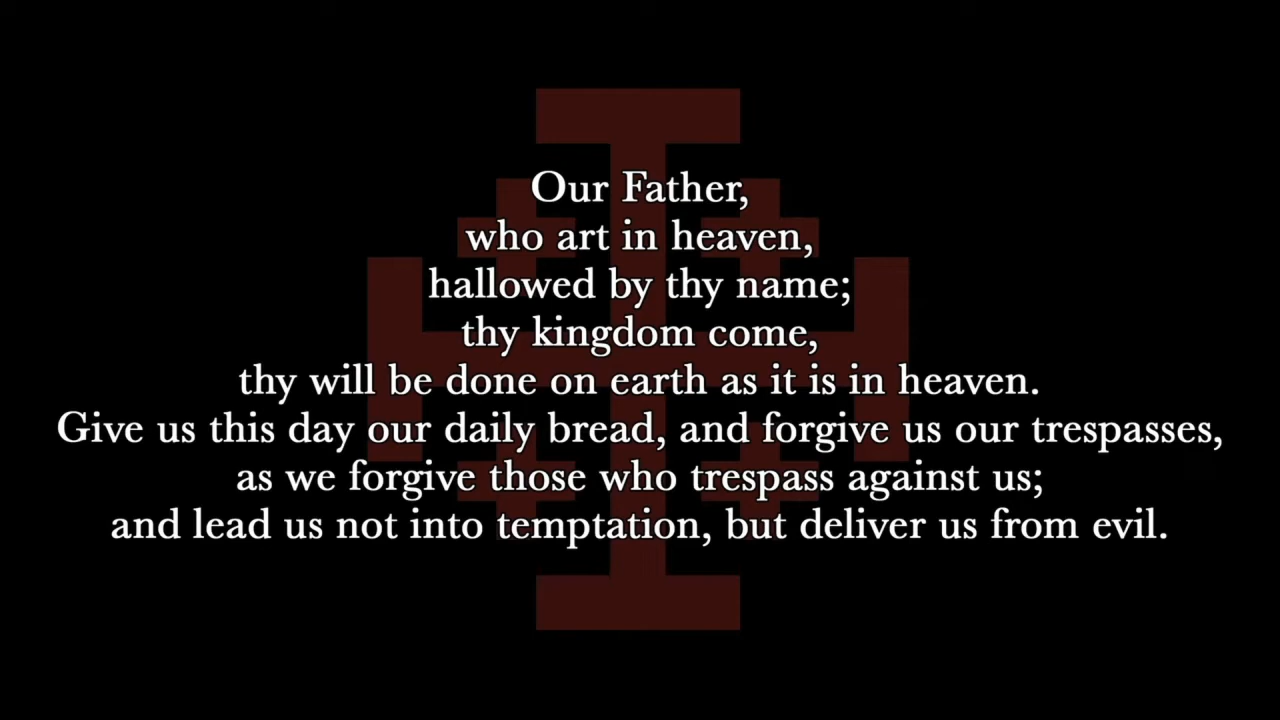 Our Father,
who art in heaven,
hallowed by thy name;
thy kingdom come,
thy will be done on earth as it is in heaven.
Give us this day our daily bread, and forgive us our trespasses,
as we forgive those who trespass against us;
and lead us not into temptation, but deliver us from evil.